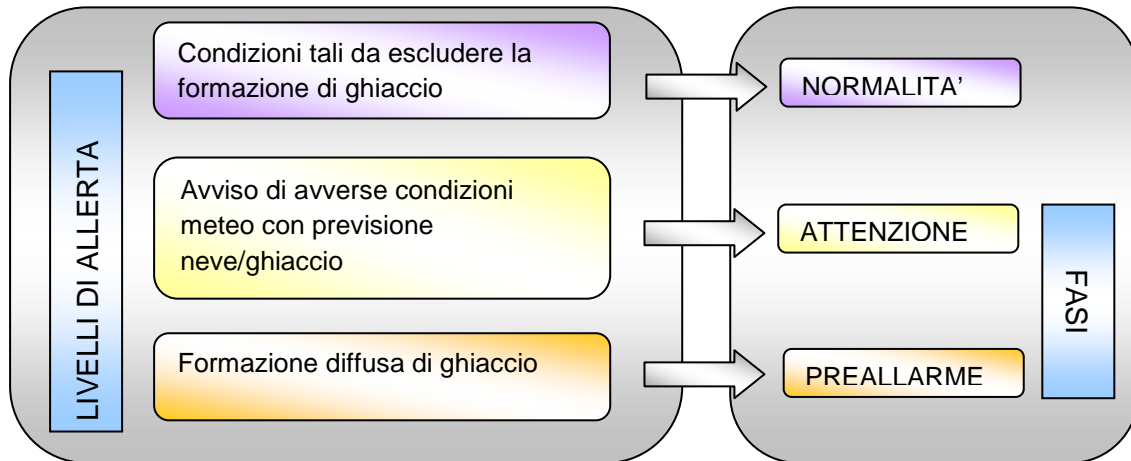 LIVELLI DI ALLERTA
Condizioni tali da escludere la
formazione di ghiaccio
NORMALITA’
Avviso di avverse condizioni
meteo con previsione
neve/ghiaccio
ATTENZIONE
Formazione diffusa di ghiaccio
PREALLARME
FASI